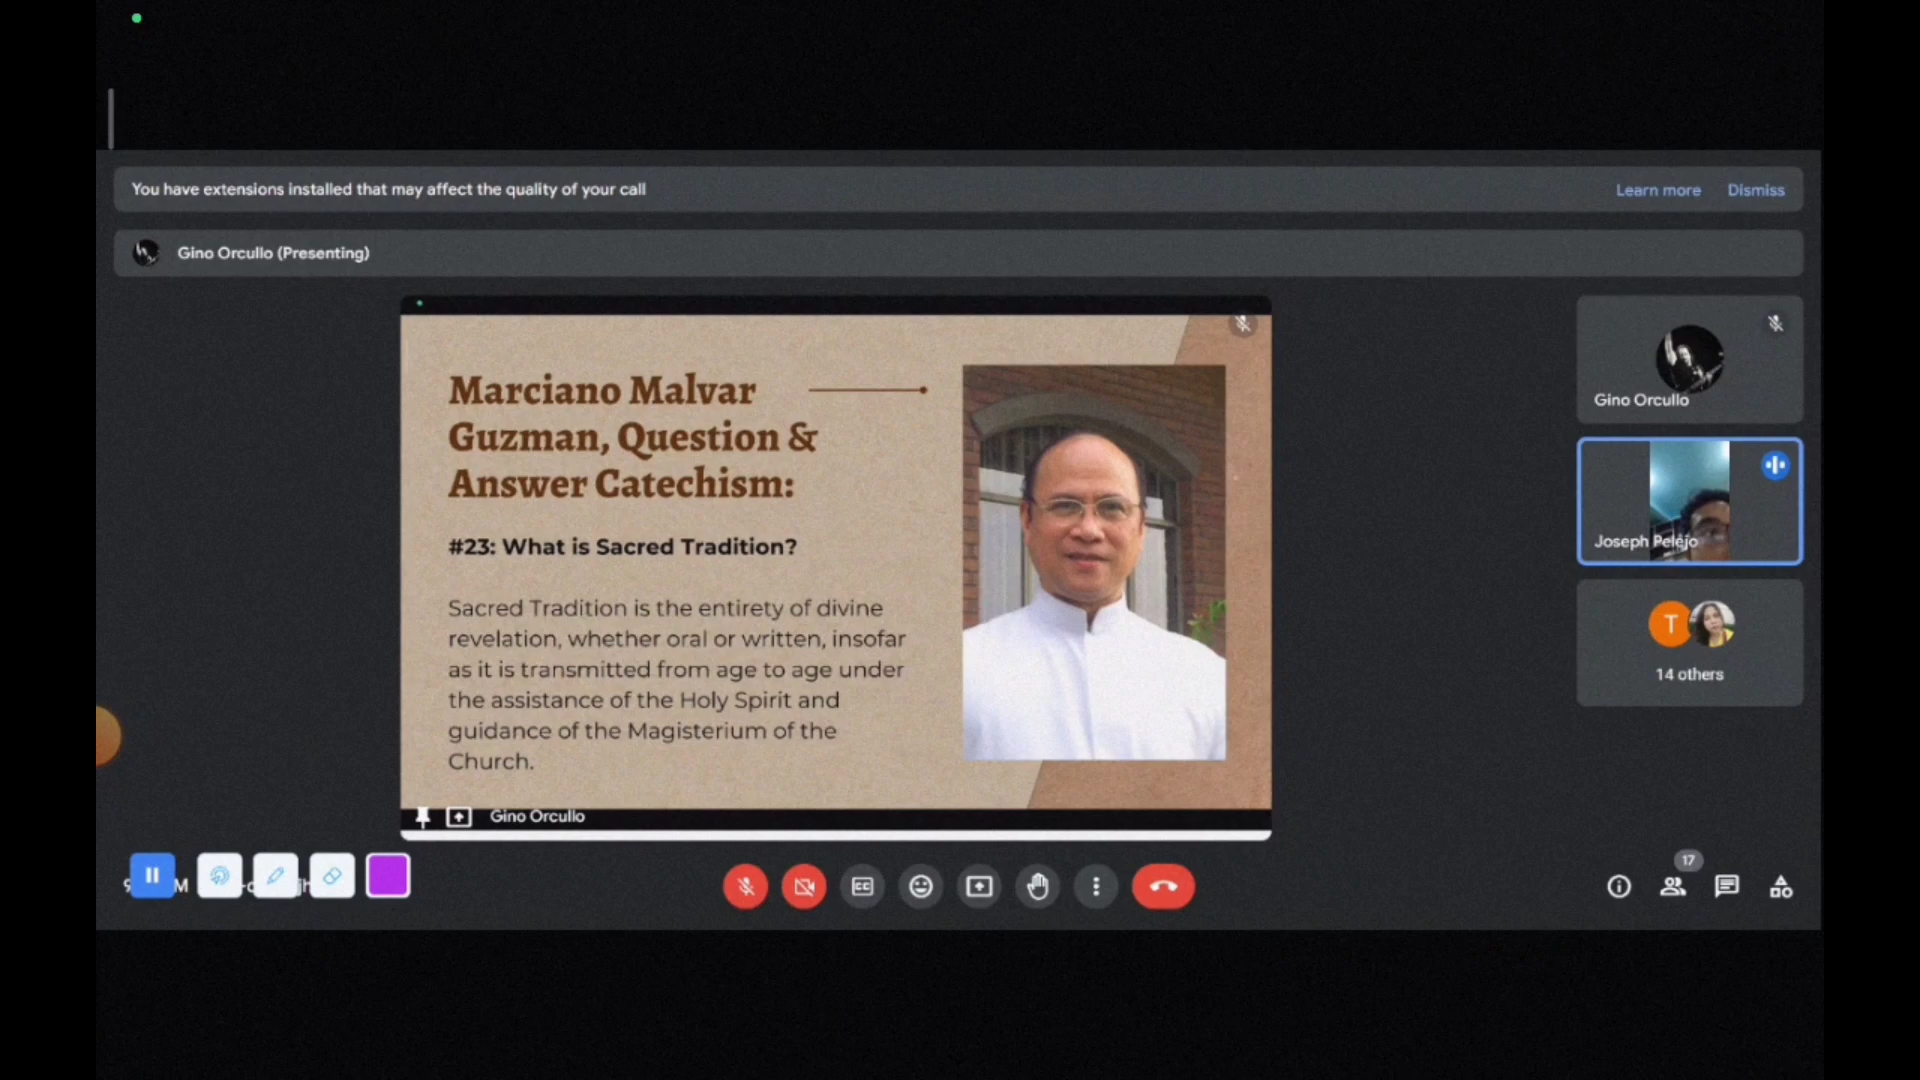 You have extensions installed that may affect the quality of your call
Learn more
Dismiss
Gino Orcullo (Presenting)
Marciano Malvar
Guzman, Question &
Answer Catechism:
#23: What is Sacred Tradition?
Sacred Tradition is the entirety of divine
revelation, whether oral or written, insofar
as it is transmitted from age to age under
the assistance of the Holy Spirit and
guidance of the Magisterium of the
Church.
Gino Orcullo
Gino Orcullo
Joseph Pelejo
T
14 others
CC
17